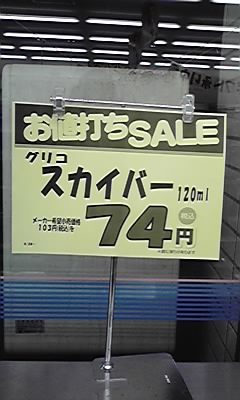 お値打ちSALE
グリコ
スカイバー 120ml
メーカー希望小売価格
103円(税込)を
74円
税込